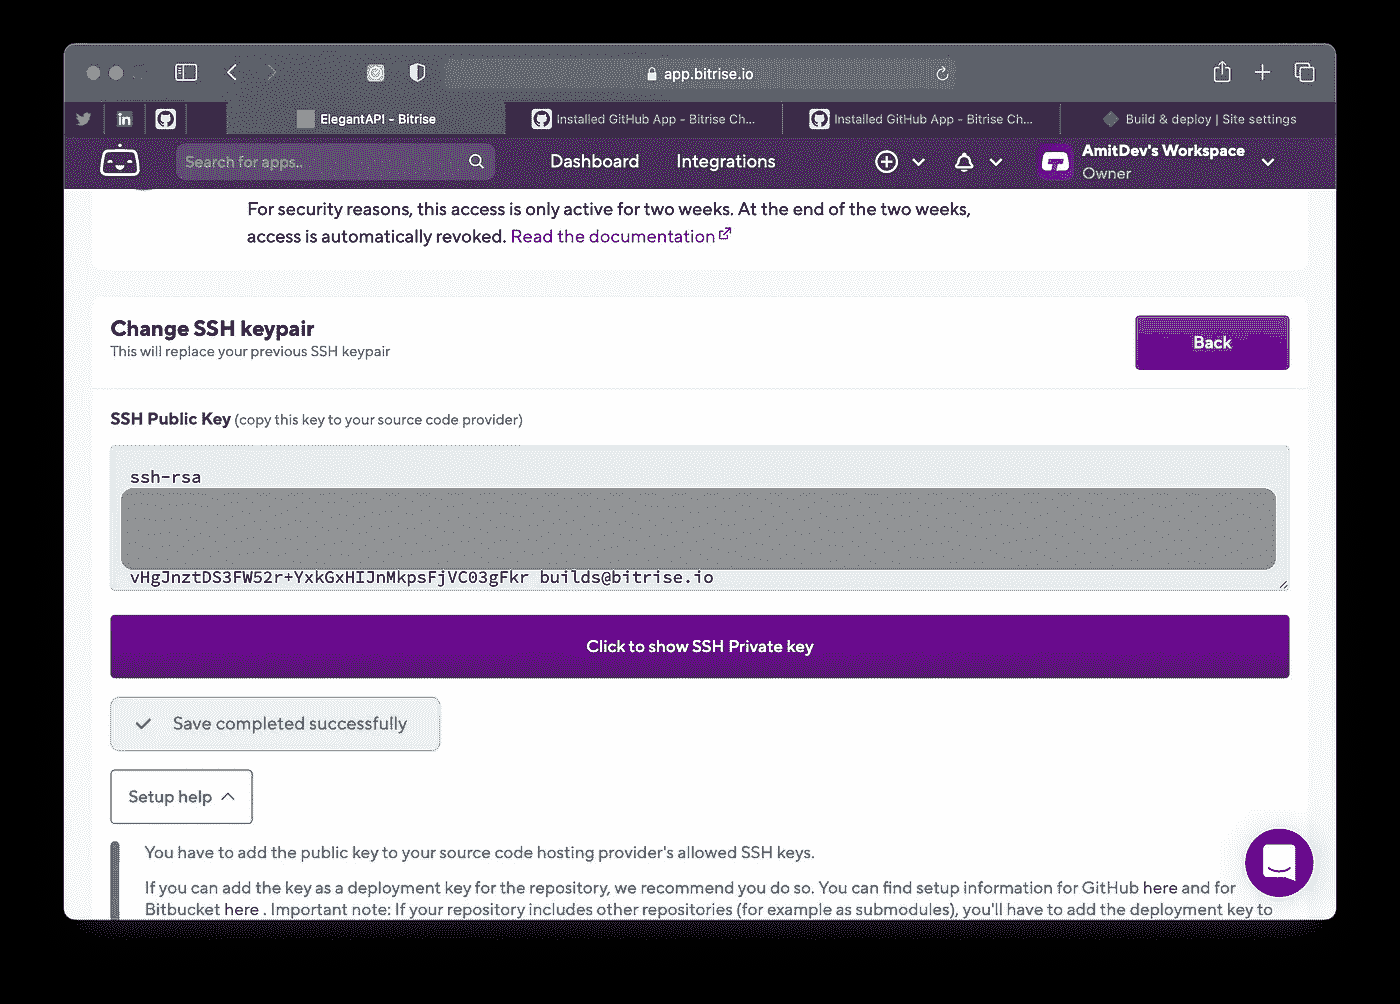 app.bitrise.io
in
ElegantAPI - Bitrise
Installed GitHub App - Bitrise Ch...
Installed GitHub App - Bitrise Ch...
Build & deploy | Site settings
Search for apps..
Dashboard
Integrations
AmitDev's Workspace
Owner
For security reasons, this access is only active for two weeks. At the end of the two weeks,
access is automatically revoked. Read the documentation
Change SSH keypair
This will replace your previous SSH keypair
Back
SSH Public Key (copy this key to your source code provider)
ssh-rsa
vHgJnztDS3FW52r+YxkGxHIJnMkpsFjVC03gFkr builds@bitrise.io
Click to show SSH Private key
Save completed successfully
Setup help
You have to add the public key to your source code hosting provider's allowed SSH keys.
If you can add the key as a deployment key for the repository, we recommend you do so. You can find setup information for GitHub here and for
Bitbucket here . Important note: If your repository includes other repositories (for example as submodules), you'll have to add the deployment key to